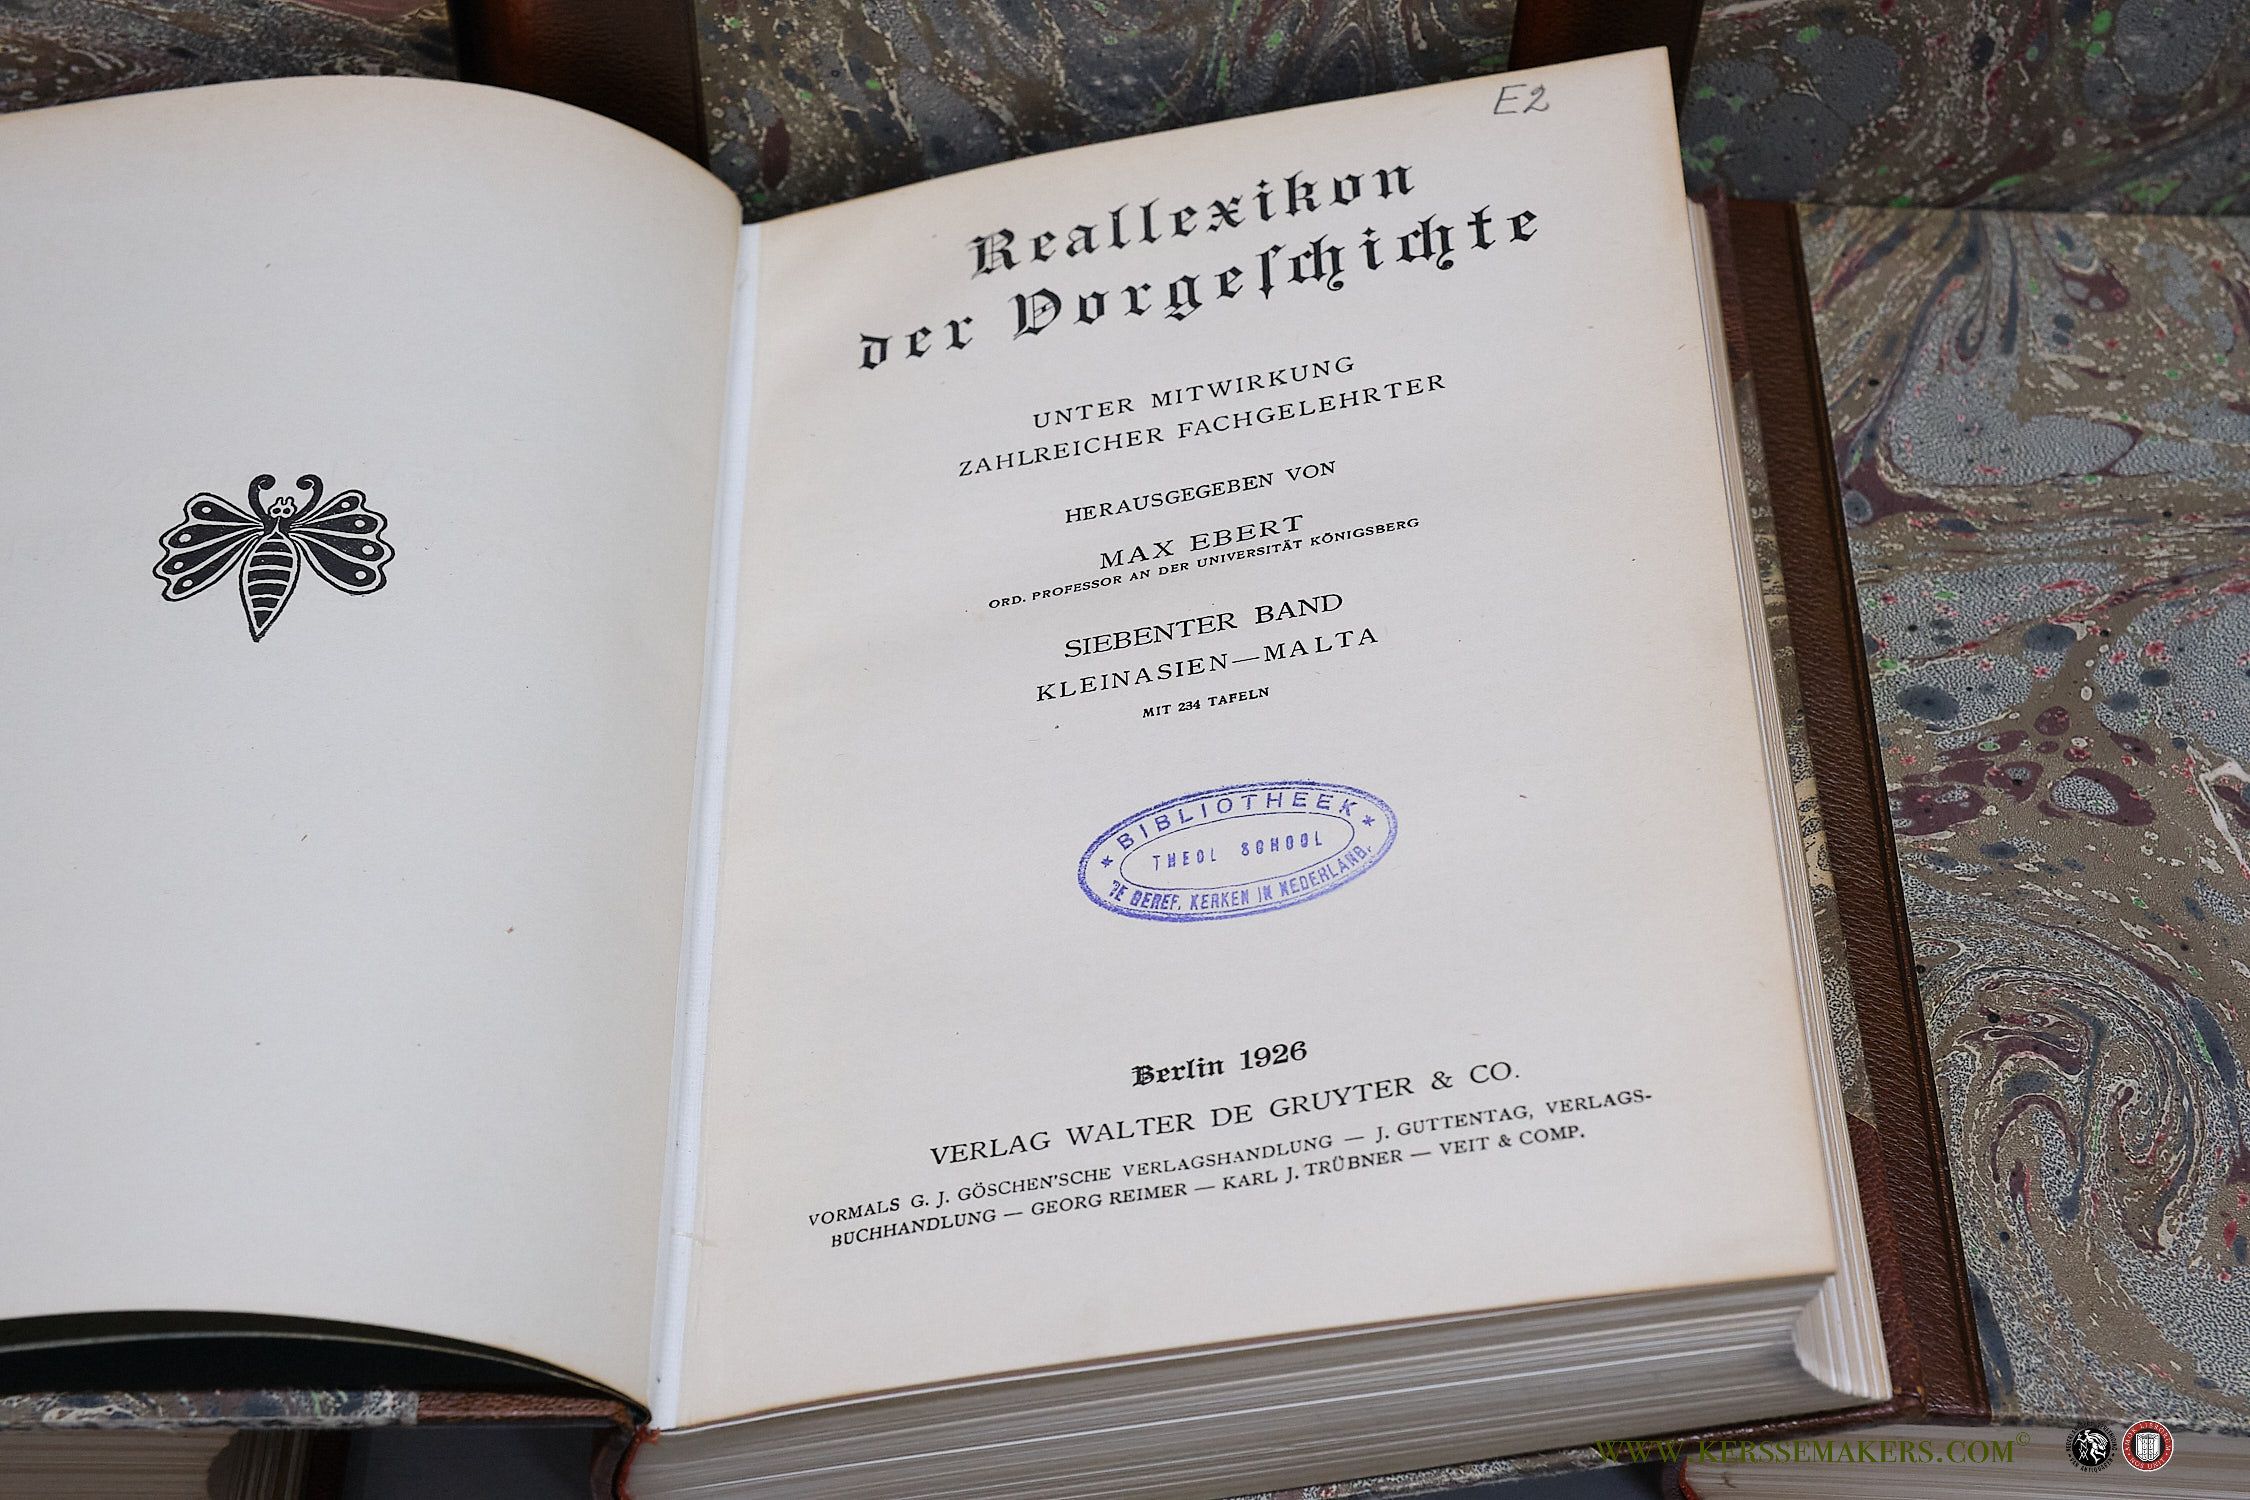 E2
Reallexikon
der Vorgeſchichte
UNTER MITWIRKUNG
ZAHLREICHER FACHGELEHRTER
HERAUSGEGEBEN VON
MAX EBERT
ORD. PROFESSOR AN DER UNIVERSITÄT KÖNIGSBERG
SIEBENTER BAND
KLEINASIEN—MALTA
MIT 234 TAFELN
* BIBLIOTHEEK *
THEOL SCHOOL
GEREF. KERKEN IN NEDERLAND.
Berlin 1926
VERLAG WALTER DE GRUYTER & CO.
VORMALS G. J. GÖSCHEN'SCHE VERLAGSHANDLUNG — J. GUTTENTAG, VERLAGS-
BUCHHANDLUNG — GEORG REIMER — KARL J. TRÜBNER — VEIT & COMP.
WWW.KERSSEMAKERS.COM©